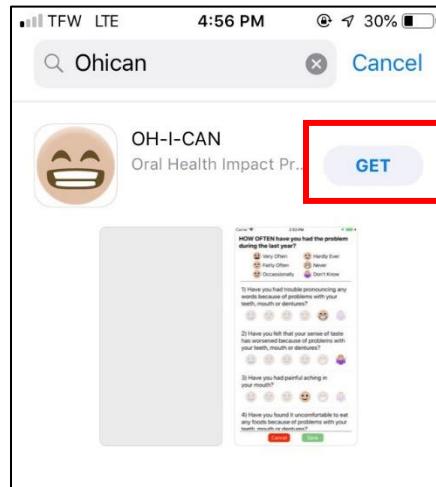 TFW LTE 4:56 PM 30%
Ohican Cancel
OH-I-CAN
Oral Health Impact Pr...
GET
HOW OFTEN have you had the problem
during the last year?
Very Often Hardly Ever
Fairly Often Never
Occassionally Don't Know
1) Have you had trouble pronouncing any
words because of problems with your
teeth, mouth or dentures?
2) Have you felt that your sense of taste
has worsened because of problems with
your teeth, mouth or dentures?
3) Have you had painful aching in
your mouth?
4) Have you found it uncomfortable to eat
any foods because of problems with your
teeth, mouth or dentures?
Cancel Save